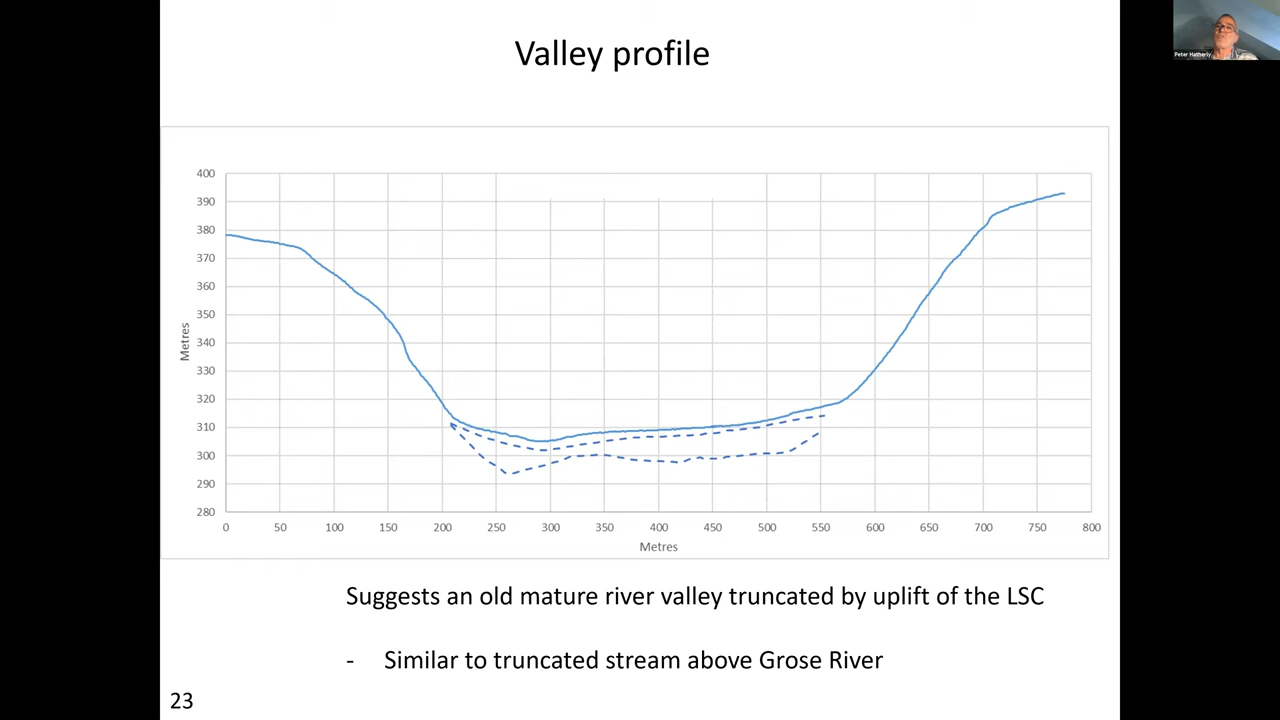 Valley profile
Peter Hatherly
400
390
380
370
360
350
340
330
320
310
300
290
280
Metres
0 50 100 150 200 250 300 350 400 450 500 550 600 650 700 750 800
Metres
Suggests an old mature river valley truncated by uplift of the LSC
- Similar to truncated stream above Grose River
23